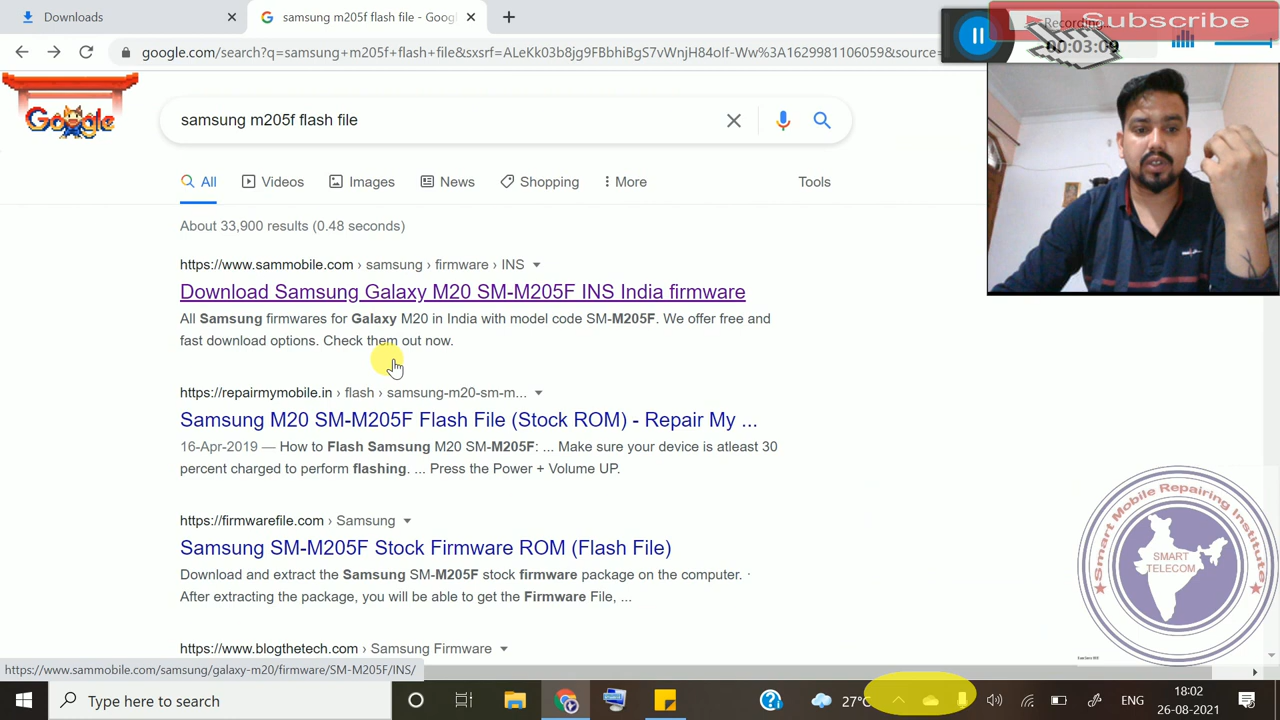 Downloads
samsung m205f flash file - Goog
Recording
Subscribe
00:03:09
google.com/search?q=samsung+m205f+flash+file&sxsrf=ALeKk03b8jg9FBbhiBgS7vWnjH84olf-Ww%3A1629981106059&source=
Google
samsung m205f flash file
All
Videos
Images
News
Shopping
More
Tools
About 33,900 results (0.48 seconds)
https://www.sammobile.com › samsung › firmware › INS
Download Samsung Galaxy M20 SM-M205F INS India firmware
All Samsung firmwares for Galaxy M20 in India with model code SM-M205F. We offer free and
fast download options. Check them out now.
https://repairmymobile.in › flash › samsung-m20-sm-m...
Samsung M20 SM-M205F Flash File (Stock ROM) - Repair My ...
16-Apr-2019 — How to Flash Samsung M20 SM-M205F: ... Make sure your device is atleast 30
percent charged to perform flashing. ... Press the Power + Volume UP.
https://firmwarefile.com › Samsung
Samsung SM-M205F Stock Firmware ROM (Flash File)
Download and extract the Samsung SM-M205F stock firmware package on the computer. ·
After extracting the package, you will be able to get the Firmware File, ...
https://www.blogthetech.com › Samsung Firmware
Smart Mobile Repairing Institute
SMART
TELECOM
https://www.sammobile.com/samsung/galaxy-m20/firmware/SM-M205F/INS/
Type here to search
27°C
ENG
18:02
26-08-2021